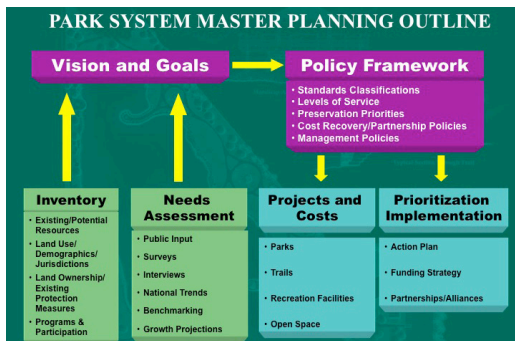 PARK SYSTEM MASTER PLANNING OUTLINE
Vision and Goals
Policy Framework
• Standards Classifications
• Levels of Service
• Preservation Priorities
• Cost Recovery/Partnership Policies
• Management Policies
Inventory
• Existing/Potential
Resources
• Land Use/
Demographics/
Jurisdictions
• Land Ownership/
Existing
Protection
Measures
• Programs &
Participation
Needs
Assessment
• Public Input
• Surveys
• Interviews
• National Trends
• Benchmarking
• Growth Projections
Projects and
Costs
• Parks
• Trails
• Recreation Facilities
• Open Space
Prioritization
Implementation
• Action Plan
• Funding Strategy
• Partnerships/Alliances